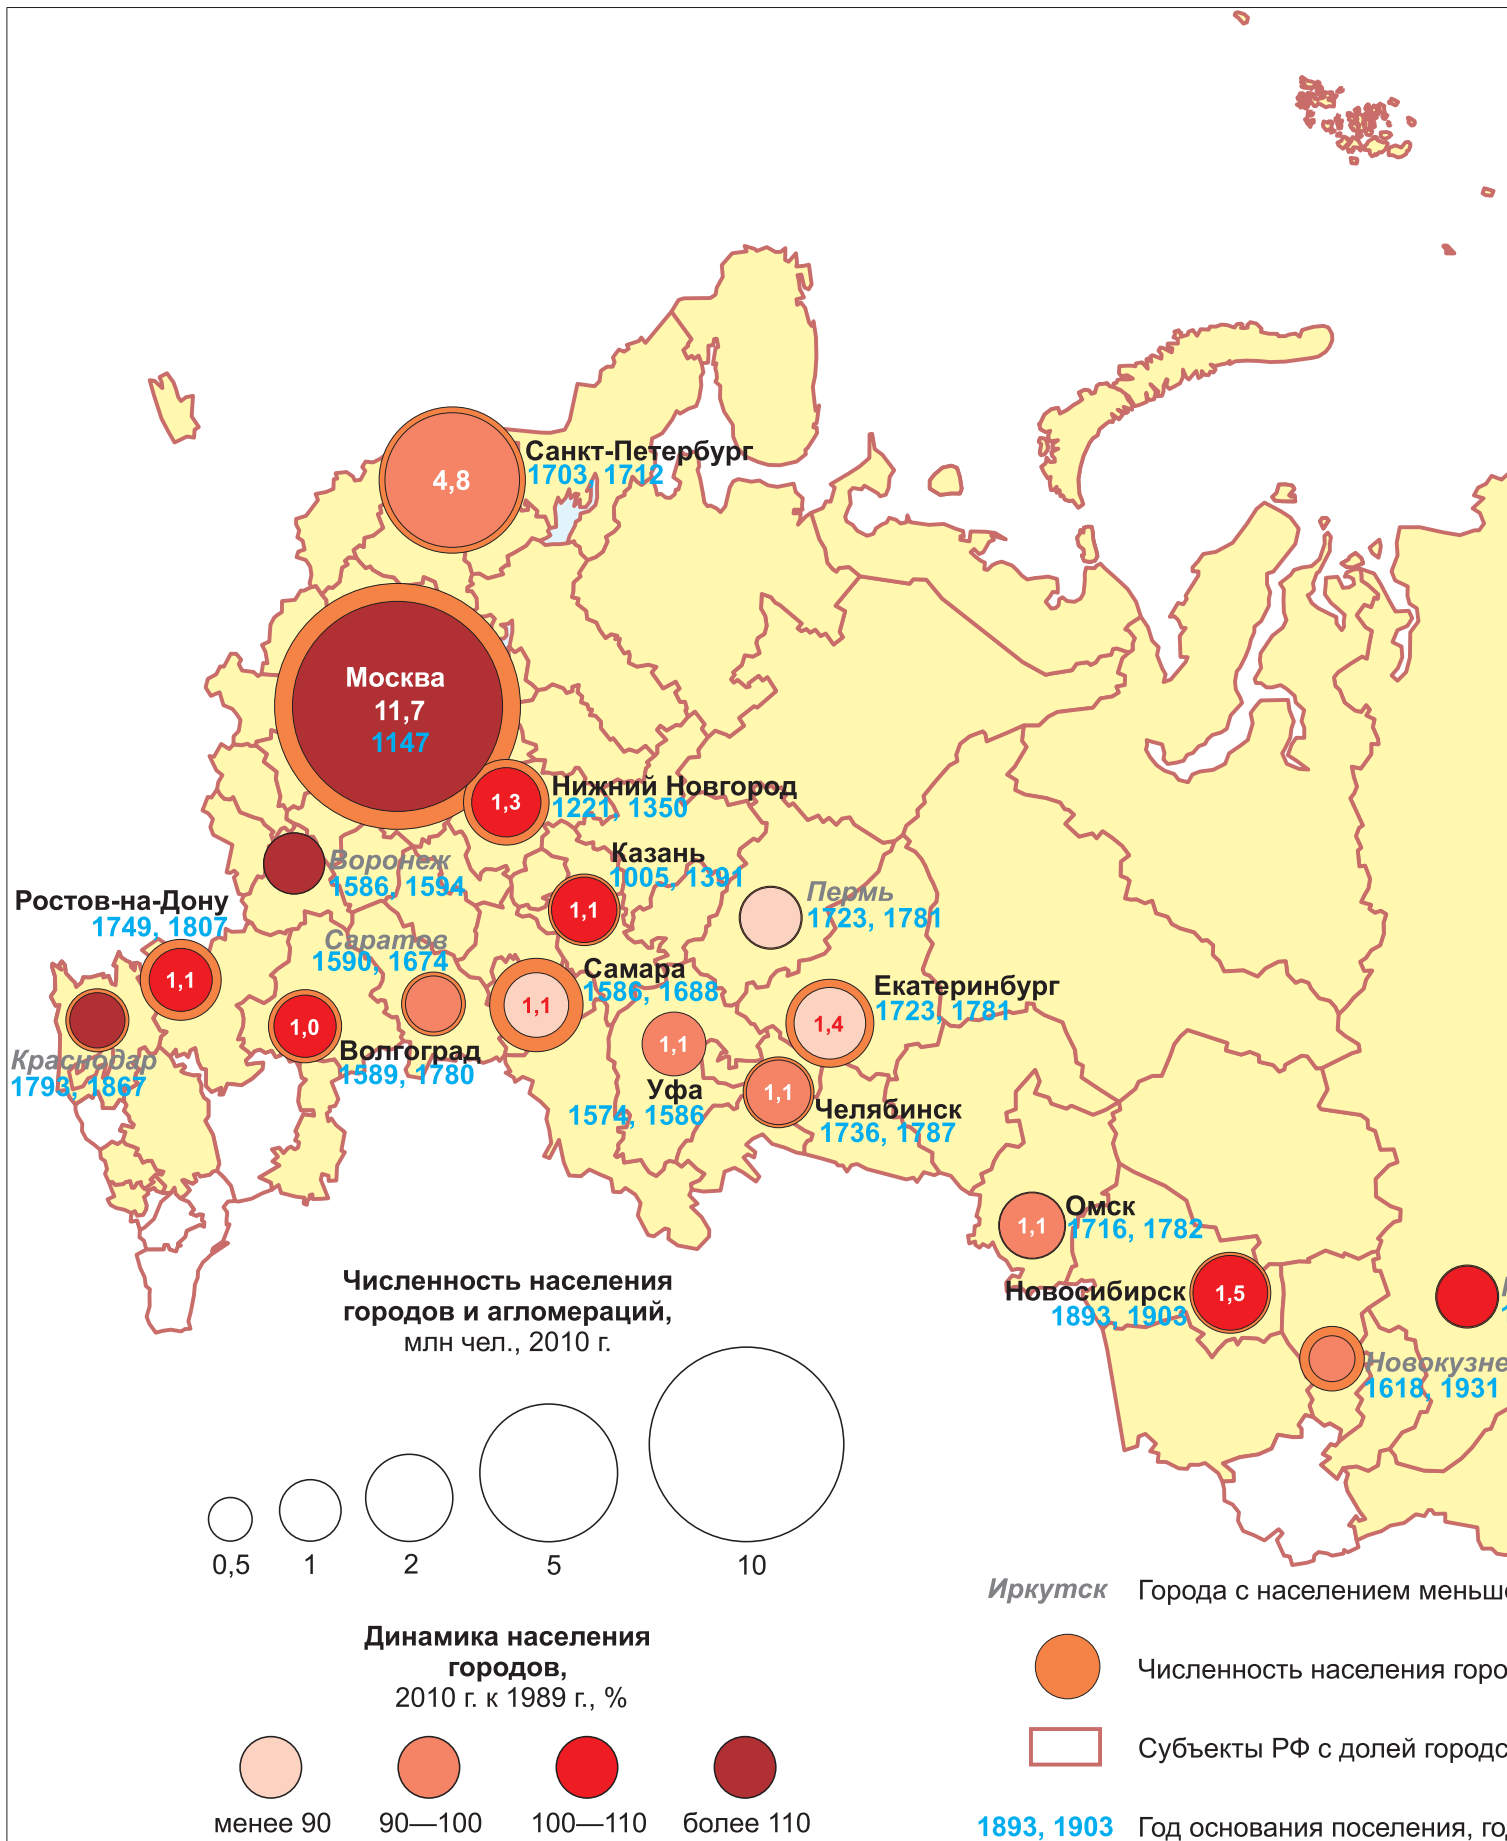 Санкт-Петербург
1703, 1712
4,8
Москва
11,7
1147
Нижний Новгород
1221, 1350
1,3
Казань
1005, 1391
1,1
Воронеж
1586, 1594
Пермь
1723, 1781
Ростов-на-Дону
1749, 1807
1,1
Саратов
1590, 1674
Самара
1586, 1688
1,1
Екатеринбург
1723, 1781
1,4
1,0
Волгоград
1589, 1780
Краснодар
1793, 1867
1,1
Уфа
1574, 1586
1,1
Челябинск
1736, 1787
Омск
1716, 1782
1,1
Новосибирск
1893, 1903
1,5
Новокузне
1618, 1931
Численность населения
городов и агломераций,
млн чел., 2010 г.
0,5 1 2 5 10
Динамика населения
городов,
2010 г. к 1989 г., %
менее 90 90—100 100—110 более 110
Иркутск Города с населением меньш
Численность населения горо
Субъекты РФ с долей городс
1893, 1903 Год основания поселения, го